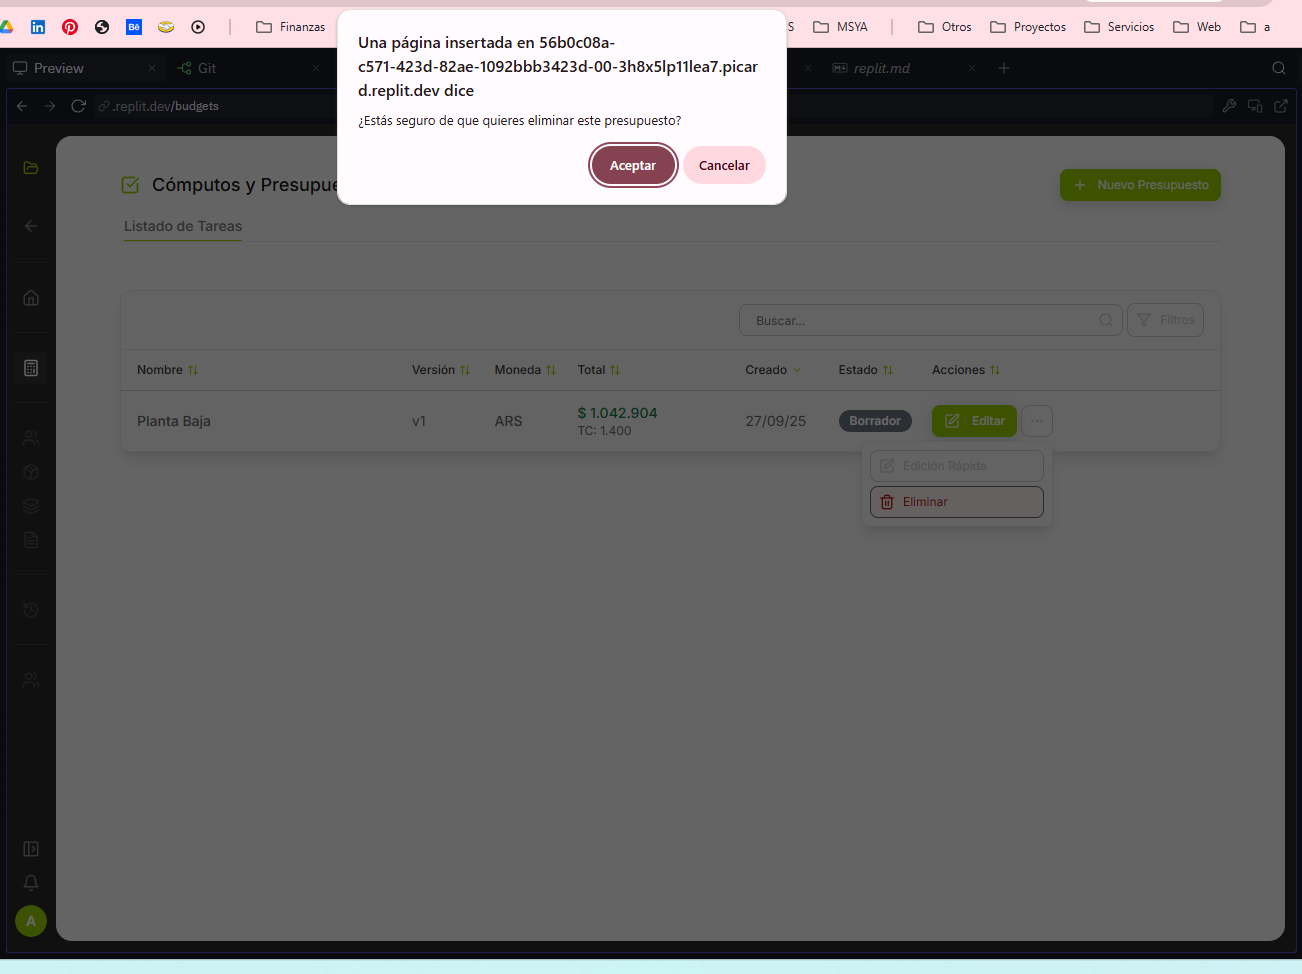 in
Bē
Finanzas
S
MSYA
Otros
Proyectos
Servicios
Web
a
Una página insertada en 56b0c08a-
c571-423d-82ae-1092bbb3423d-00-3h8x5lp11lea7.picar
d.replit.dev dice
¿Estás seguro de que quieres eliminar este presupuesto?
Aceptar
Cancelar
Preview
Git
replit.md
.replit.dev/budgets
Cómputos y Presupue
Nuevo Presupuesto
Listado de Tareas
Buscar...
Filtros
Nombre
Versión
Moneda
Total
Creado
Estado
Acciones
Planta Baja
v1
ARS
$ 1.042.904
TC: 1.400
27/09/25
Borrador
Editar
Edición Rápida
Eliminar
A